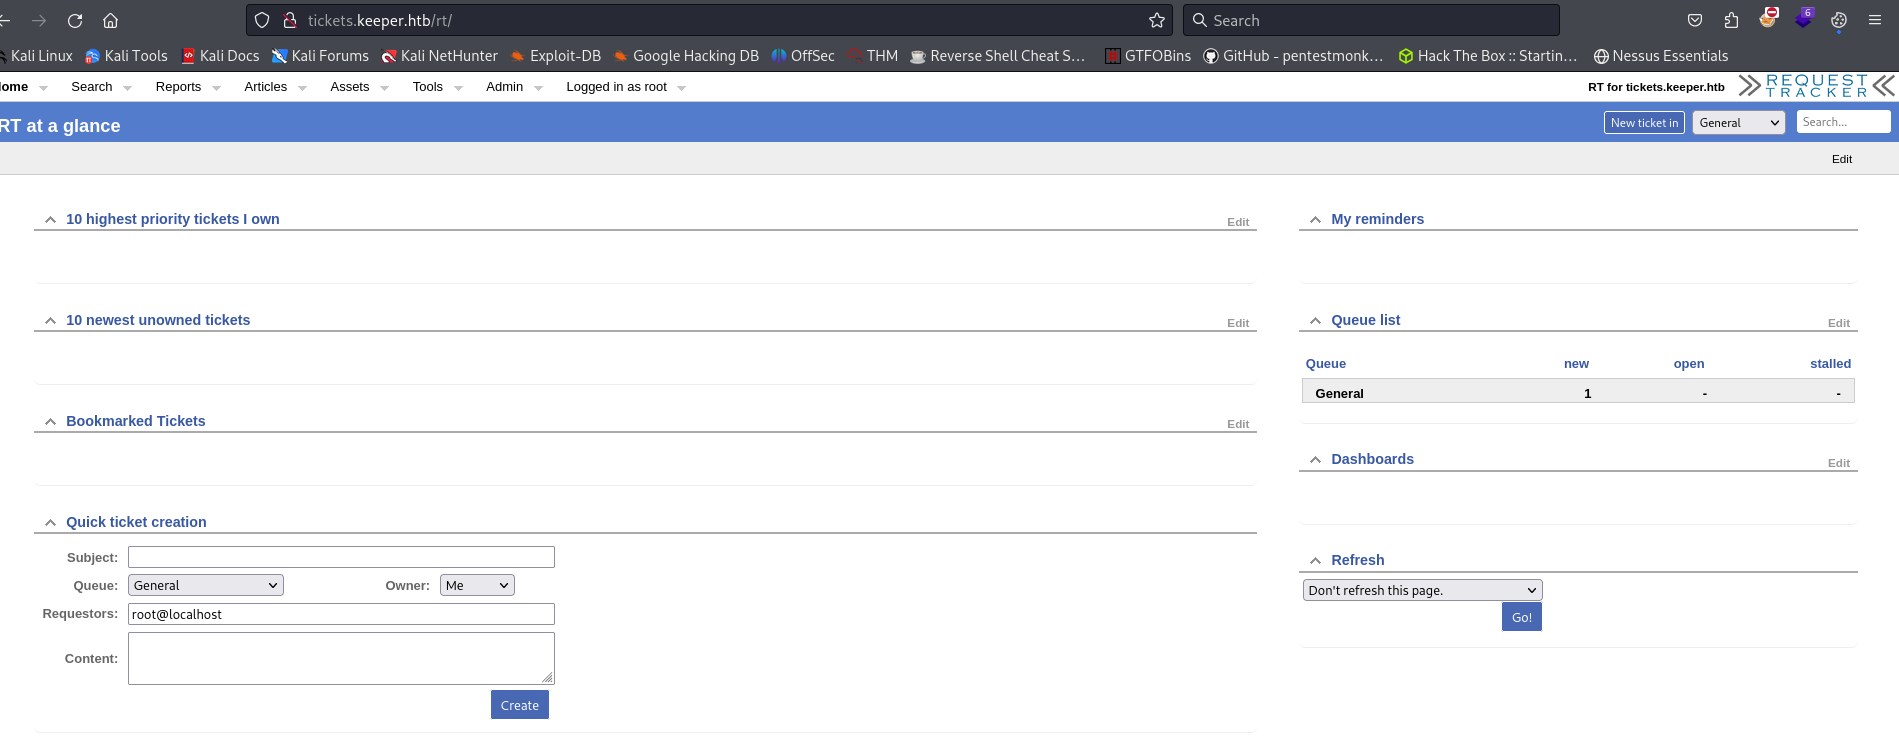 tickets.keeper.htb/rt/ Search 6
Kali Linux Kali Tools Kali Docs Kali Forums Kali NetHunter Exploit-DB Google Hacking DB OffSec THM Reverse Shell Cheat S... GTFOBins GitHub - pentestmonk... Hack The Box :: Startin... Nessus Essentials
ome Search Reports Articles Assets Tools Admin Logged in as root RT for tickets.keeper.htb REQUEST TRACKER
RT at a glance New ticket in General Search...
Edit
10 highest priority tickets I own Edit
My reminders
10 newest unowned tickets Edit
Queue list Edit
Queue new open stalled
General 1 - -
Bookmarked Tickets Edit
Dashboards Edit
Quick ticket creation
Subject:
Queue: General Owner: Me
Requestors: root@localhost
Content:
Create
Refresh
Don't refresh this page.
Go!